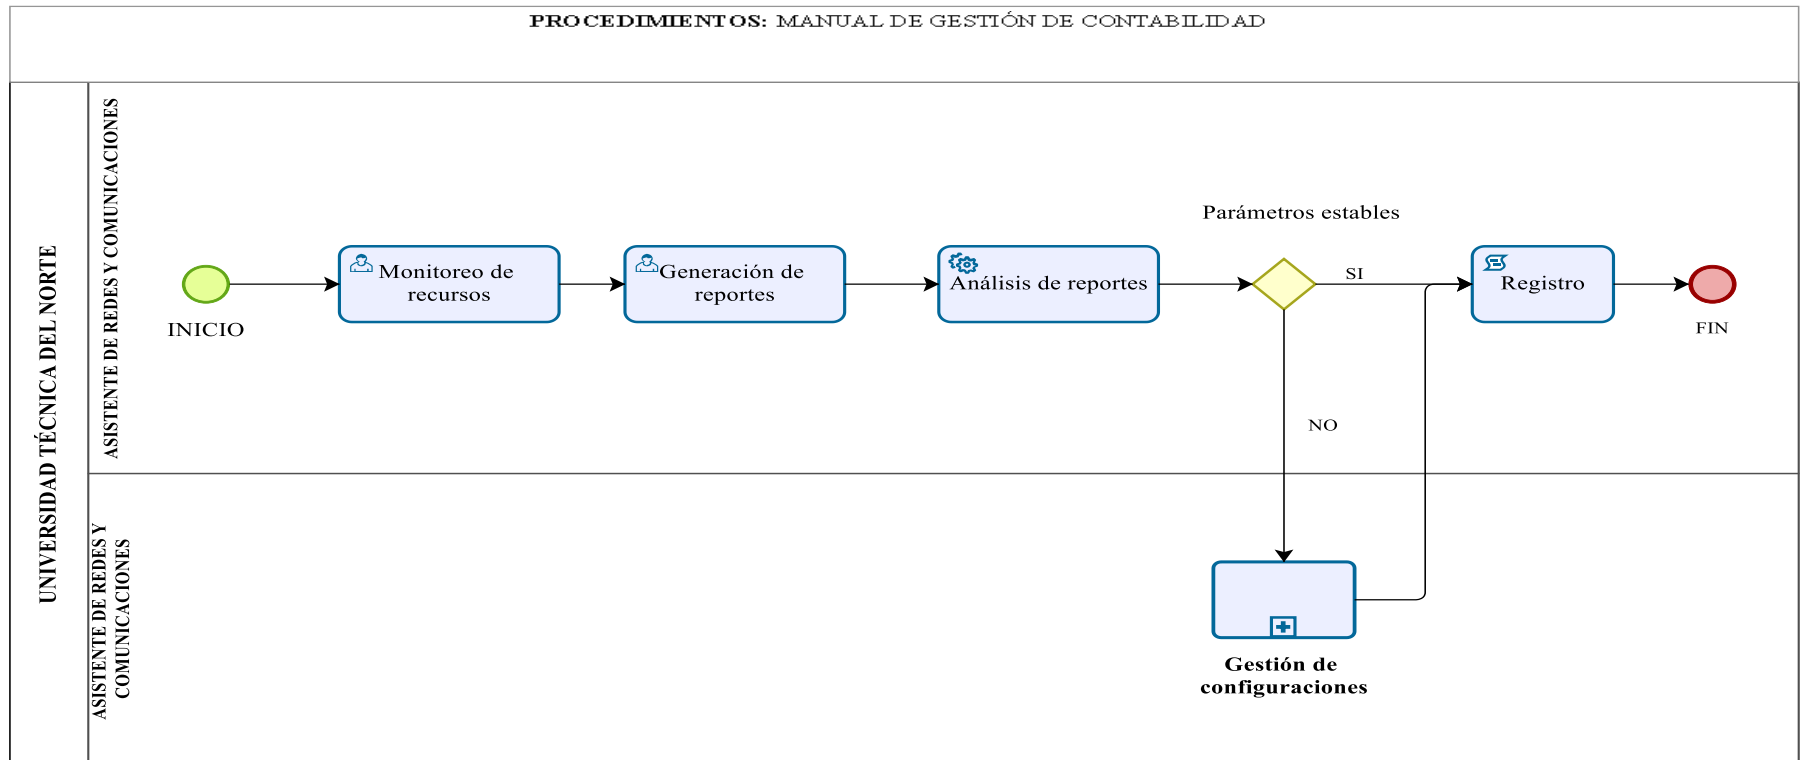 PROCEDIMIENTOS: MANUAL DE GESTIÓN DE CONTABILIDAD
UNIVERSIDAD TÉCNICA DEL NORTE
ASISTENTE DE REDES Y COMUNICACIONES
INICIO
Monitoreo de
recursos
Generación de
reportes
Análisis de reportes
Parámetros estables
SI
NO
Registro
FIN
ASISTENTE DE REDES Y
COMUNICACIONES
Gestión de
configuraciones